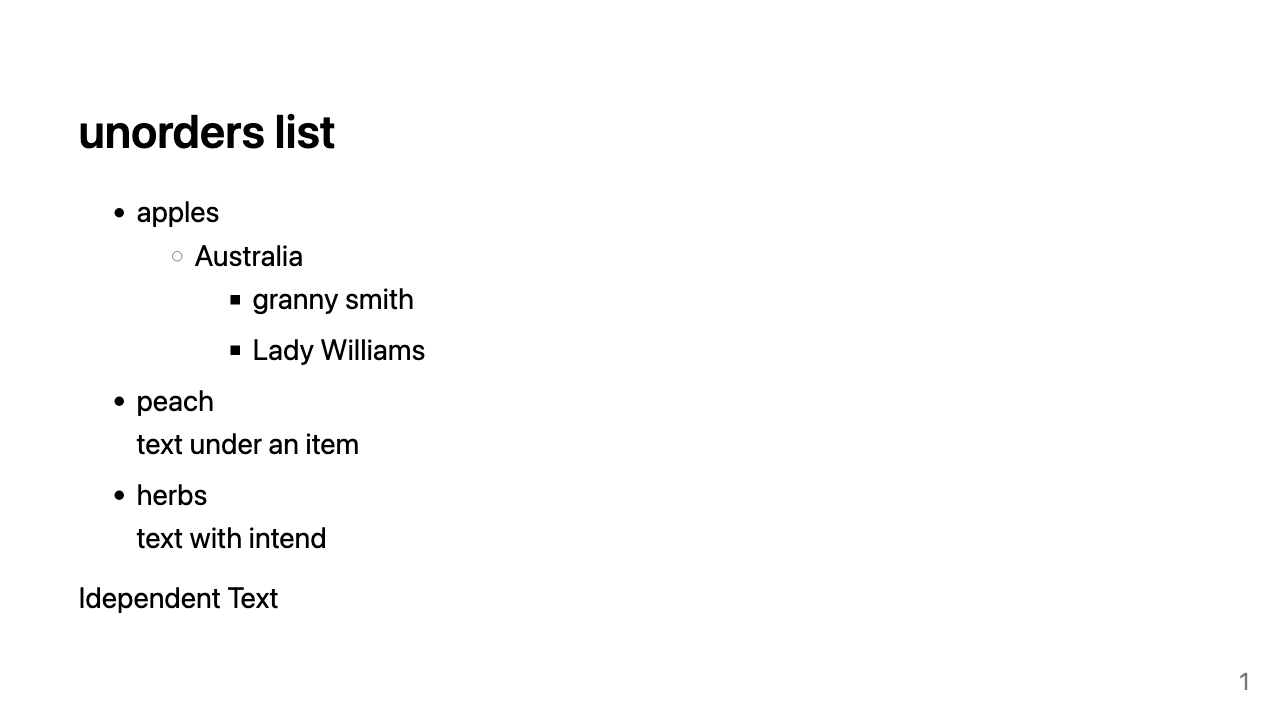 unorders list
apples
Australia
granny smith
Lady Williams
peach
text under an item
herbs
text with intend
Idependent Text
1